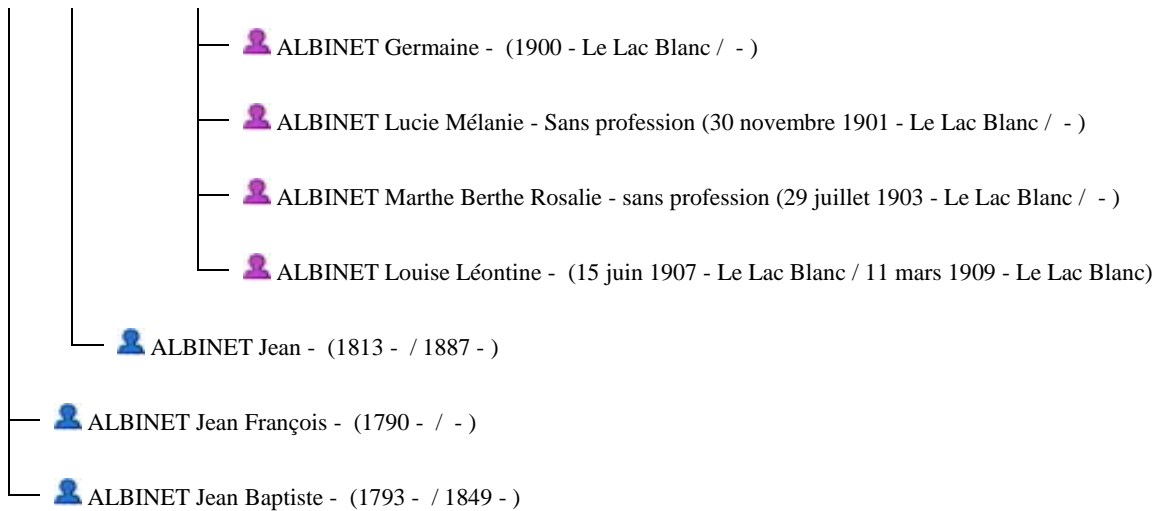 ALBINET Germaine - (1900 - Le Lac Blanc / - )
ALBINET Lucie Mélanie - Sans profession (30 novembre 1901 - Le Lac Blanc / - )
ALBINET Marthe Berthe Rosalie - sans profession (29 juillet 1903 - Le Lac Blanc / - )
ALBINET Louise Léontine - (15 juin 1907 - Le Lac Blanc / 11 mars 1909 - Le Lac Blanc)
ALBINET Jean - (1813 - / 1887 - )
ALBINET Jean François - (1790 - / - )
ALBINET Jean Baptiste - (1793 - / 1849 - )